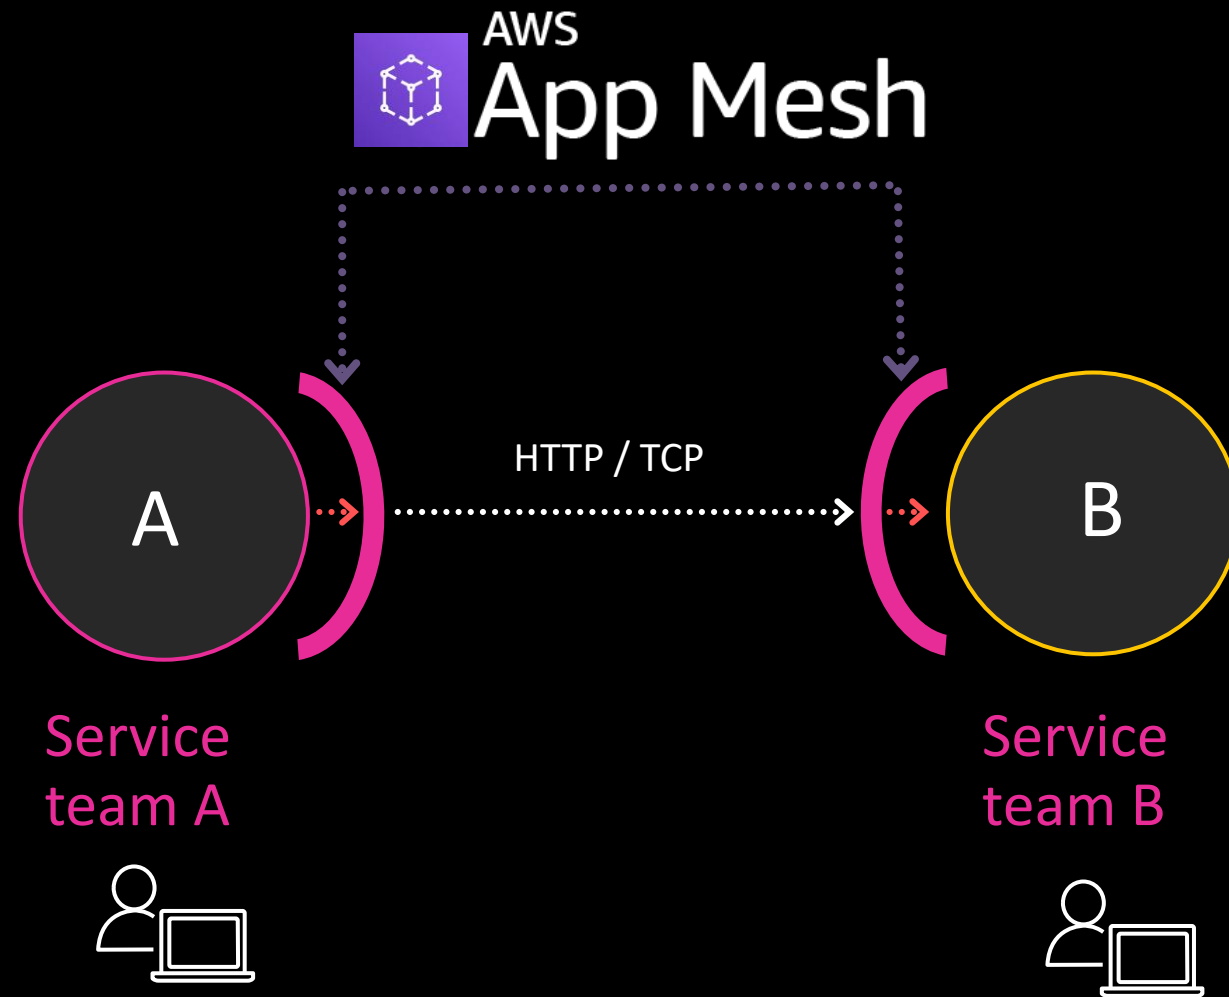 AWS
App Mesh
HTTP / TCP
A
B
Service
team A
Service
team B